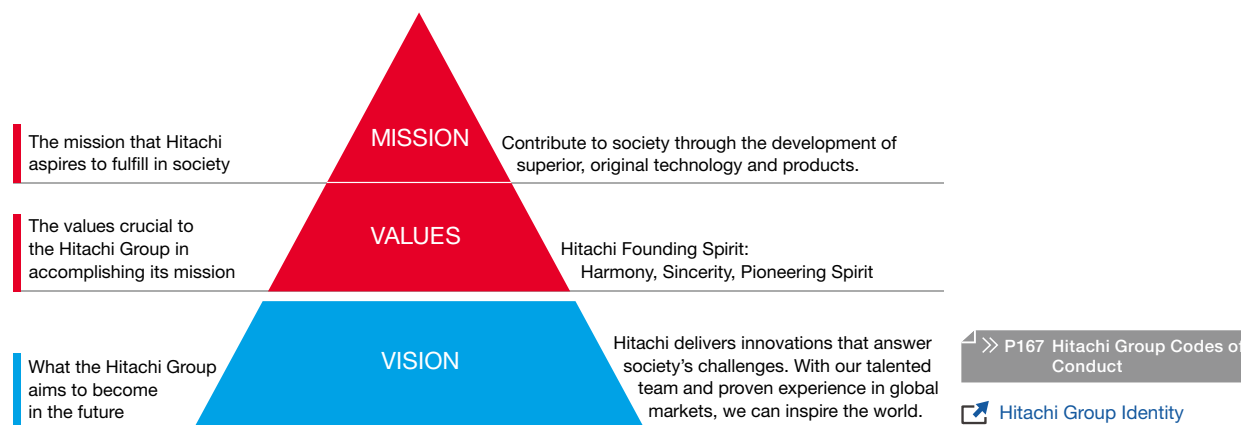 MISSION
The mission that Hitachi
aspires to fulfill in society
Contribute to society through the development of
superior, original technology and products.
VALUES
The values crucial to
the Hitachi Group in
accomplishing its mission
Hitachi Founding Spirit:
Harmony, Sincerity, Pioneering Spirit
VISION
What the Hitachi Group
aims to become
in the future
Hitachi delivers innovations that answer
society’s challenges. With our talented
team and proven experience in global
markets, we can inspire the world.
P167 Hitachi Group Codes of
Conduct
Hitachi Group Identity